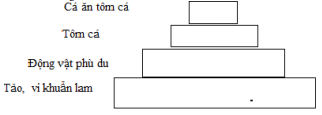 Cá ăn tôm cá
Tôm cá
Động vật phù du
Tảo, vi khuẩn lam